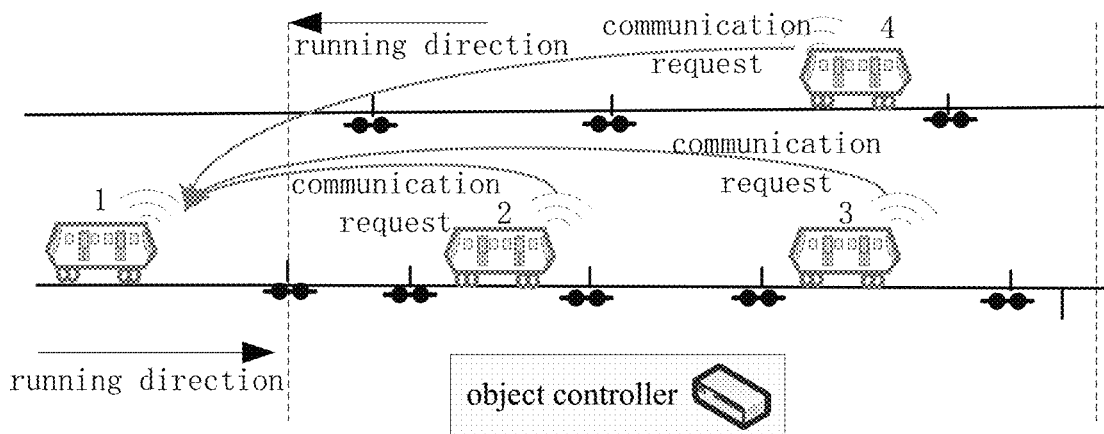 communication
request
4
running direction
communication
request
communication
request
1
2
3
running direction
object controller